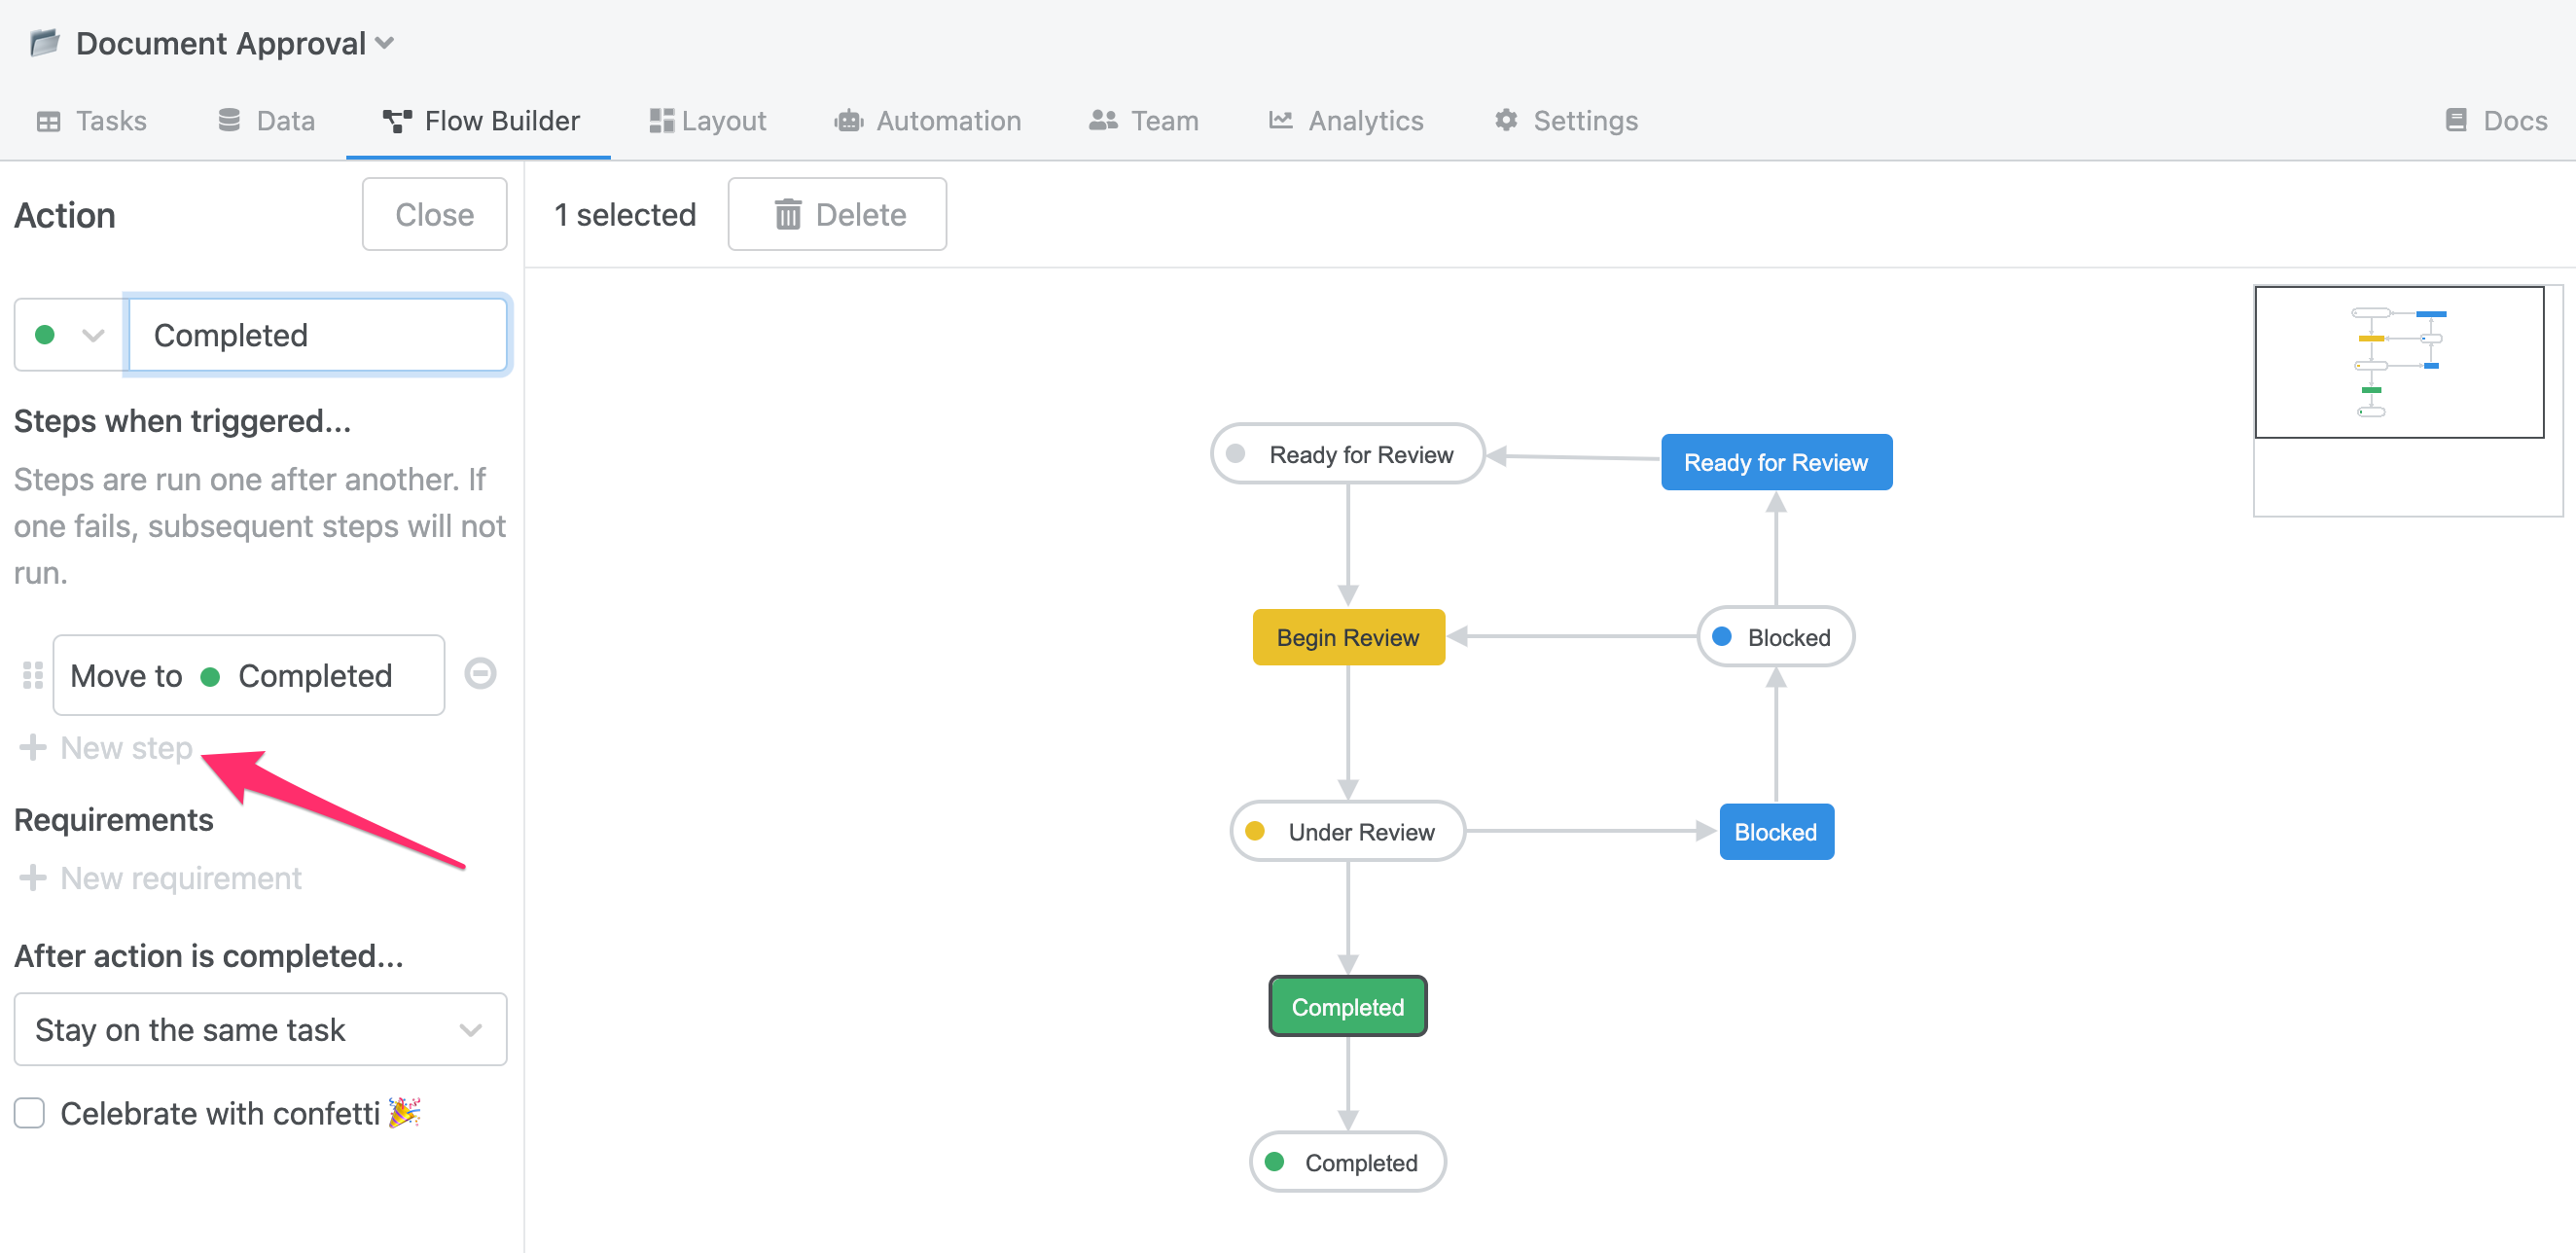 Document Approval
Tasks Data Flow Builder Layout Automation Team Analytics Settings Docs
Action Close
1 selected Delete
Completed
Steps when triggered...
Steps are run one after another. If
one fails, subsequent steps will not
run.
Move to Completed
New step
Requirements
New requirement
After action is completed...
Stay on the same task
Celebrate with confetti
Ready for Review
Ready for Review
Begin Review
Blocked
Under Review
Blocked
Completed
Completed